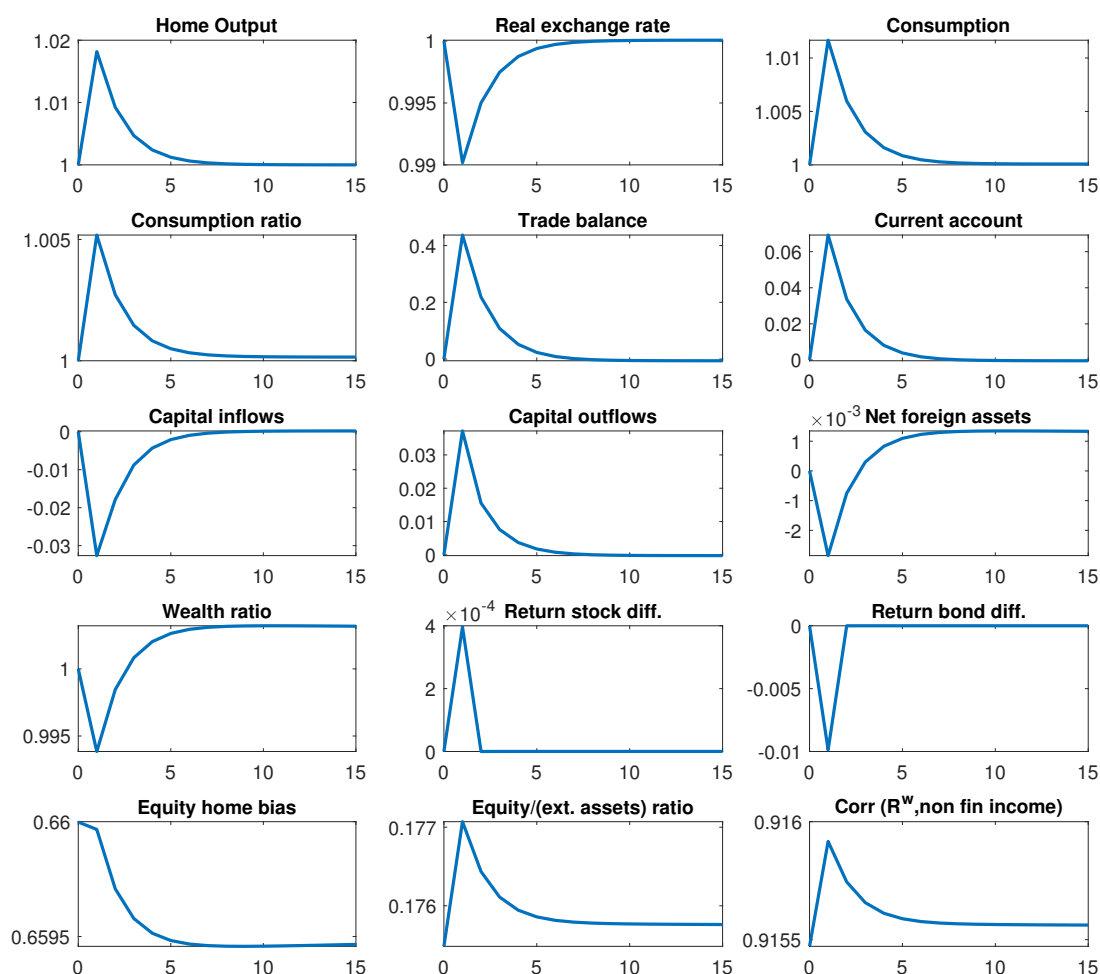 Home Output
1.02
1.01
1
0 5 10 15
Real exchange rate
1
0.995
0.99
0 5 10 15
Consumption
1.01
1.005
1
0 5 10 15
Consumption ratio
1.005
1
0 5 10 15
Trade balance
0.4
0.2
0
0 5 10 15
Current account
0.06
0.04
0.02
0
0 5 10 15
Capital inflows
0
-0.01
-0.02
-0.03
0 5 10 15
Capital outflows
0.03
0.02
0.01
0
0 5 10 15
×10⁻³ Net foreign assets
1
0
-1
-2
0 5 10 15
Wealth ratio
1
0.995
0 5 10 15
×10⁻⁴ Return stock diff.
4
2
0
0 5 10 15
Return bond diff.
0
-0.005
-0.01
0 5 10 15
Equity home bias
0.66
0.6595
0 5 10 15
Equity/(ext. assets) ratio
0.177
0.176
0 5 10 15
Corr (Rʷ,non fin income)
0.916
0.9155
0 5 10 15